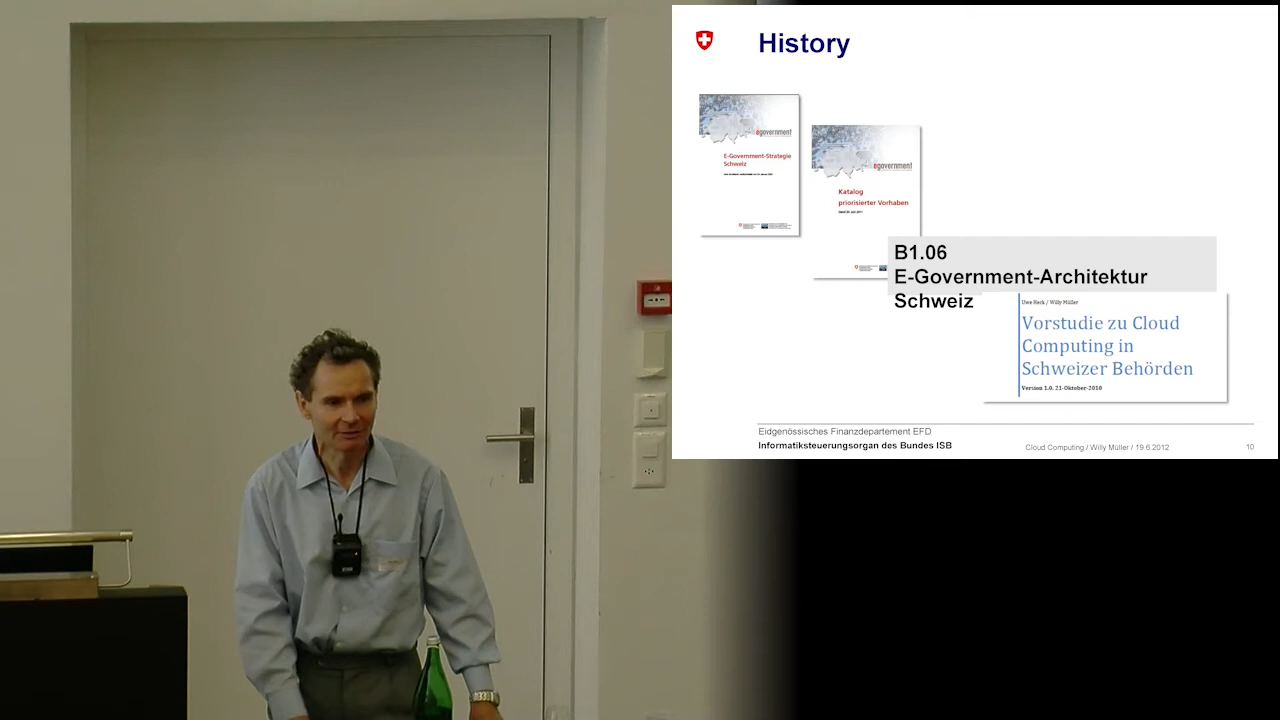 History
egovernment
E-Government-Strategie
Schweiz
egovernment
Katalog
priorisierter Vorhaben
B1.06
E-Government-Architektur
Schweiz
Uwe Heck / Willy Müller
Vorstudie zu Cloud
Computing in
Schweizer Behörden
Version 1.0, 21-Oktober-2010
Eidgenössisches Finanzdepartement EFD
Informatiksteuerungsorgan des Bundes ISB
Cloud Computing / Willy Müller / 19.6.2012
10